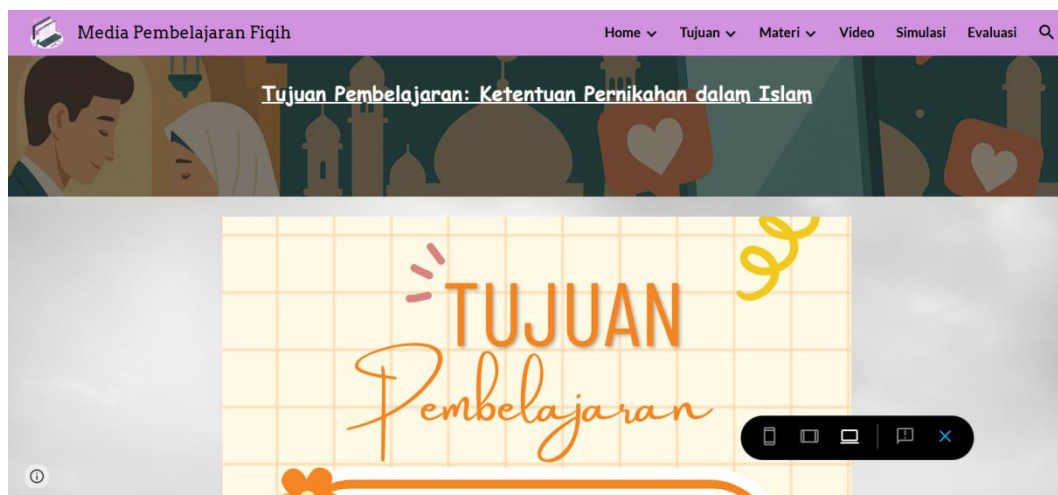 Media Pembelajaran Fiqih
Home Tujuan Materi Video Simulasi Evaluasi
Tujuan Pembelajaran: Ketentuan Pernikahan dalam Islam
TUJUAN
Pembelajaran